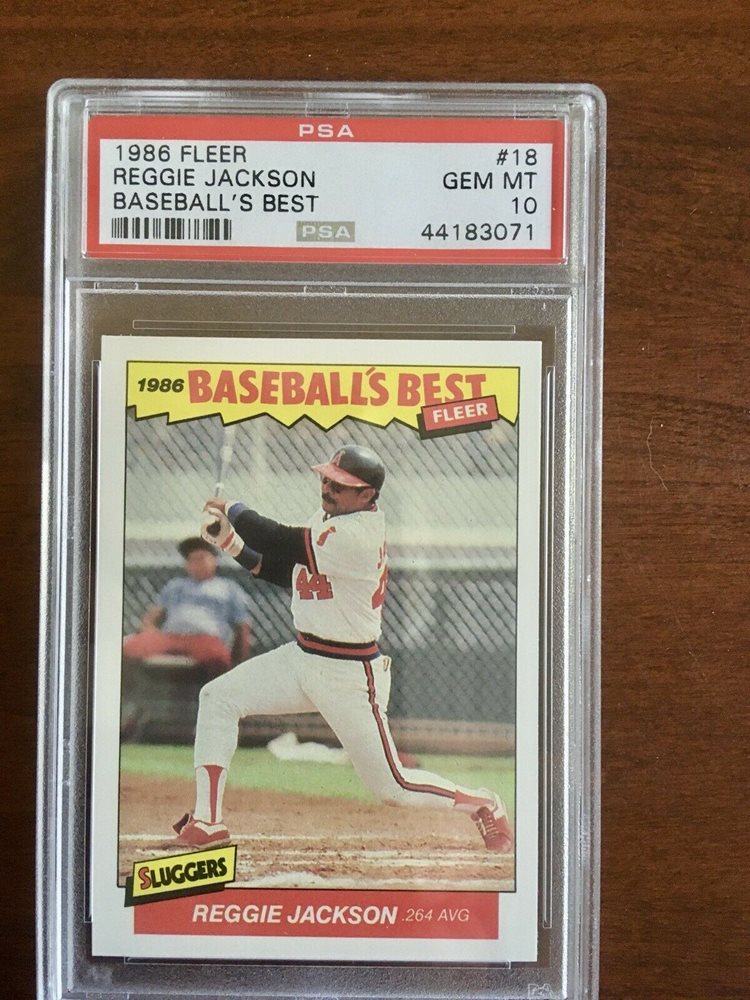 PSA
1986 FLEER #18
REGGIE JACKSON GEM MT
BASEBALL'S BEST 10
PSA 44183071
1986 BASEBALL'S BEST
FLEER
A
44
SLUGGERS
REGGIE JACKSON .264 AVG